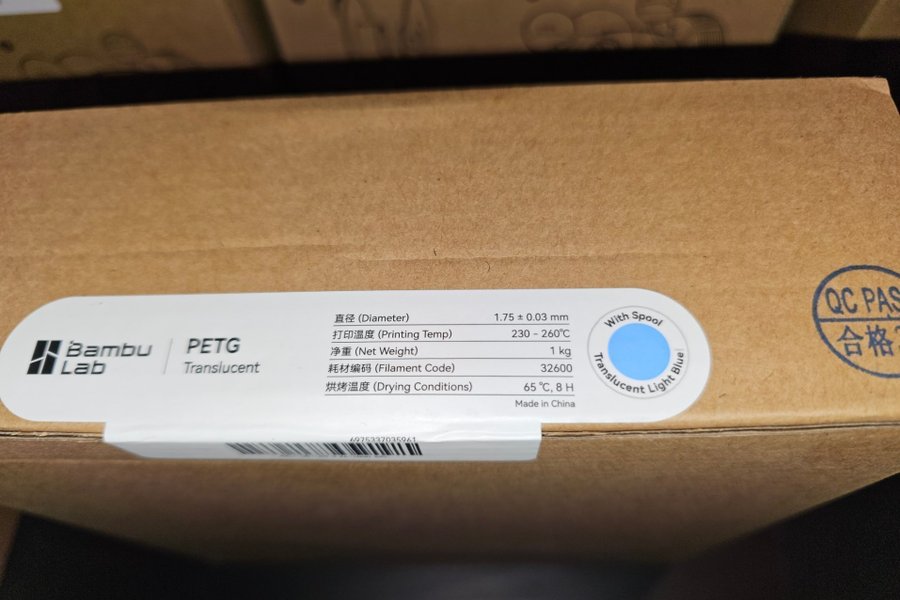 Bambu
Lab
PETG
Translucent
直径 (Diameter) 1.75 ± 0.03 mm
打印温度 (Printing Temp) 230 - 260℃
净重 (Net Weight) 1 kg
耗材编码 (Filament Code) 32600
烘烤温度 (Drying Conditions) 65 ℃, 8 H
Made in China
With Spool
Translucent Light Blue
6975337035961
QC PAS
合格